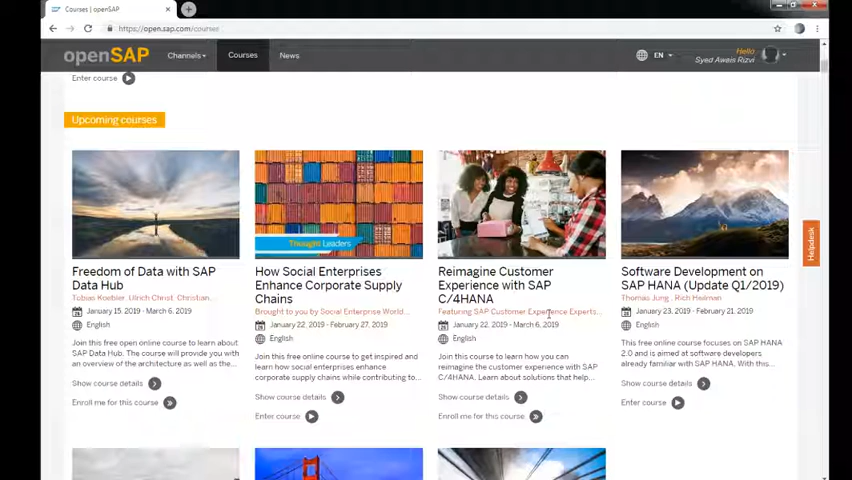 Courses | openSAP
https://open.sap.com/courses
openSAP
Channels
Courses
News
EN
Hello
Syed Aweis Rizvi
Enter course
Upcoming courses
Helpdesk
Freedom of Data with SAP
Data Hub
Tobias Koebler, Ulrich Christ, Christian...
January 15, 2019 - March 6, 2019
English
Join this free open online course to learn about
SAP Data Hub. The course will provide you with
an overview of the architecture as well as the...
Show course details
Enroll me for this course
Thought Leaders
How Social Enterprises
Enhance Corporate Supply
Chains
Brought to you by Social Enterprise World...
January 22, 2019 - February 27, 2019
English
Join this free online course to get inspired and
learn how social enterprises enhance
corporate supply chains while contributing to...
Show course details
Enter course
Reimagine Customer
Experience with SAP
C/4HANA
Featuring SAP Customer Experience Experts...
January 22, 2019 - March 6, 2019
English
Join this course to learn how you can
reimagine the customer experience with SAP
C/4HANA. Learn about solutions that help...
Show course details
Enroll me for this course
Software Development on
SAP HANA (Update Q1/2019)
Thomas Jung, Rich Heilman
January 23, 2019 - February 21, 2019
English
This free online course focuses on SAP HANA
2.0 and is aimed at software developers
already familiar with SAP HANA. With this...
Show course details
Enter course